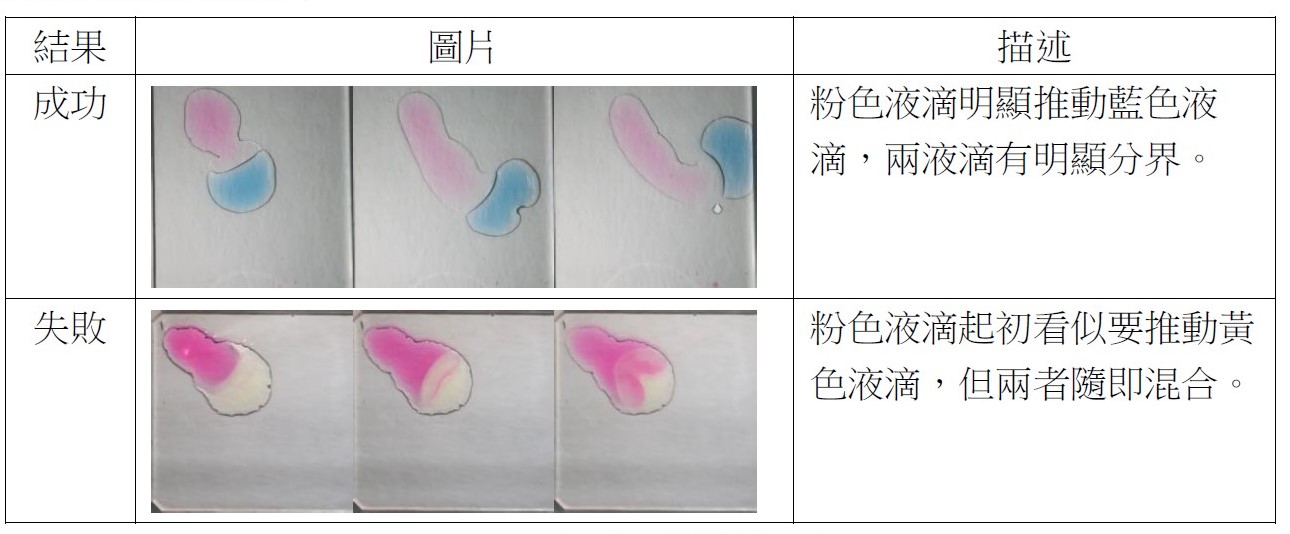 結果
圖片
描述
成功
粉色液滴明顯推動藍色液
滴，兩液滴有明顯分界。
失敗
粉色液滴起初看似要推動黃
色液滴，但兩者隨即混合。